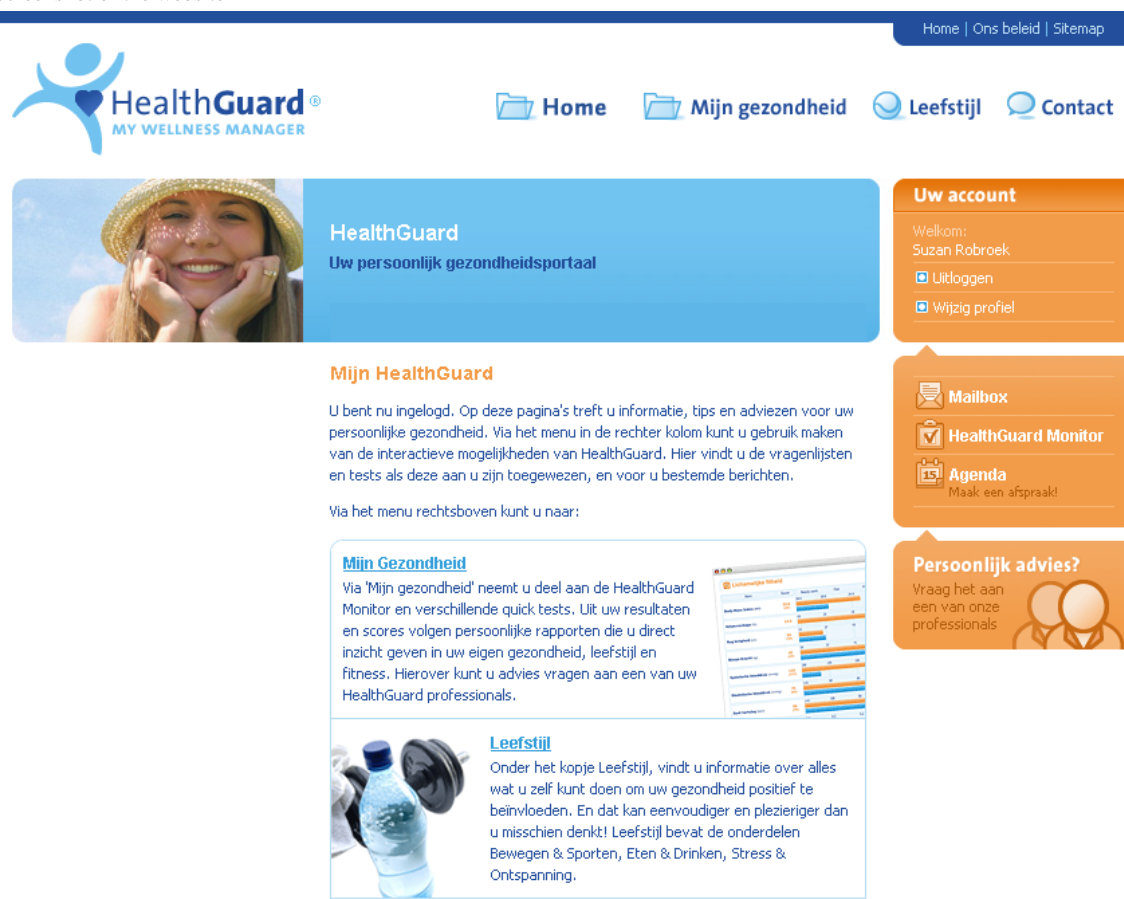 Home | Ons beleid | Sitemap
HealthGuard ®
MY WELLNESS MANAGER
Home
Mijn gezondheid
Leefstijl
Contact
HealthGuard
Uw persoonlijk gezondheidsportaal
Uw account
Welkom:
Suzan Robroek
Uitloggen
Wijzig profiel
Mijn HealthGuard
U bent nu ingelogd. Op deze pagina's treft u informatie, tips en adviezen voor uw
persoonlijke gezondheid. Via het menu in de rechter kolom kunt u gebruik maken
van de interactieve mogelijkheden van HealthGuard. Hier vindt u de vragenlijsten
en tests als deze aan u zijn toegewezen, en voor u bestemde berichten.
Via het menu rechtsboven kunt u naar:
Mailbox
HealthGuard Monitor
15
Agenda
Maak een afspraak!
Persoonlijk advies?
Vraag het aan
een van onze
professionals
Mijn Gezondheid
Via 'Mijn gezondheid' neemt u deel aan de HealthGuard
Monitor en verschillende quick tests. Uit uw resultaten
en scores volgen persoonlijke rapporten die u direct
inzicht geven in uw eigen gezondheid, leefstijl en
fitness. Hierover kunt u advies vragen aan een van uw
HealthGuard professionals.
Lichamelijke fitheid
Leefstijl
Onder het kopje Leefstijl, vindt u informatie over alles
wat u zelf kunt doen om uw gezondheid positief te
beïnvloeden. En dat kan eenvoudiger en plezieriger dan
u misschien denkt! Leefstijl bevat de onderdelen
Bewegen & Sporten, Eten & Drinken, Stress &
Ontspanning.